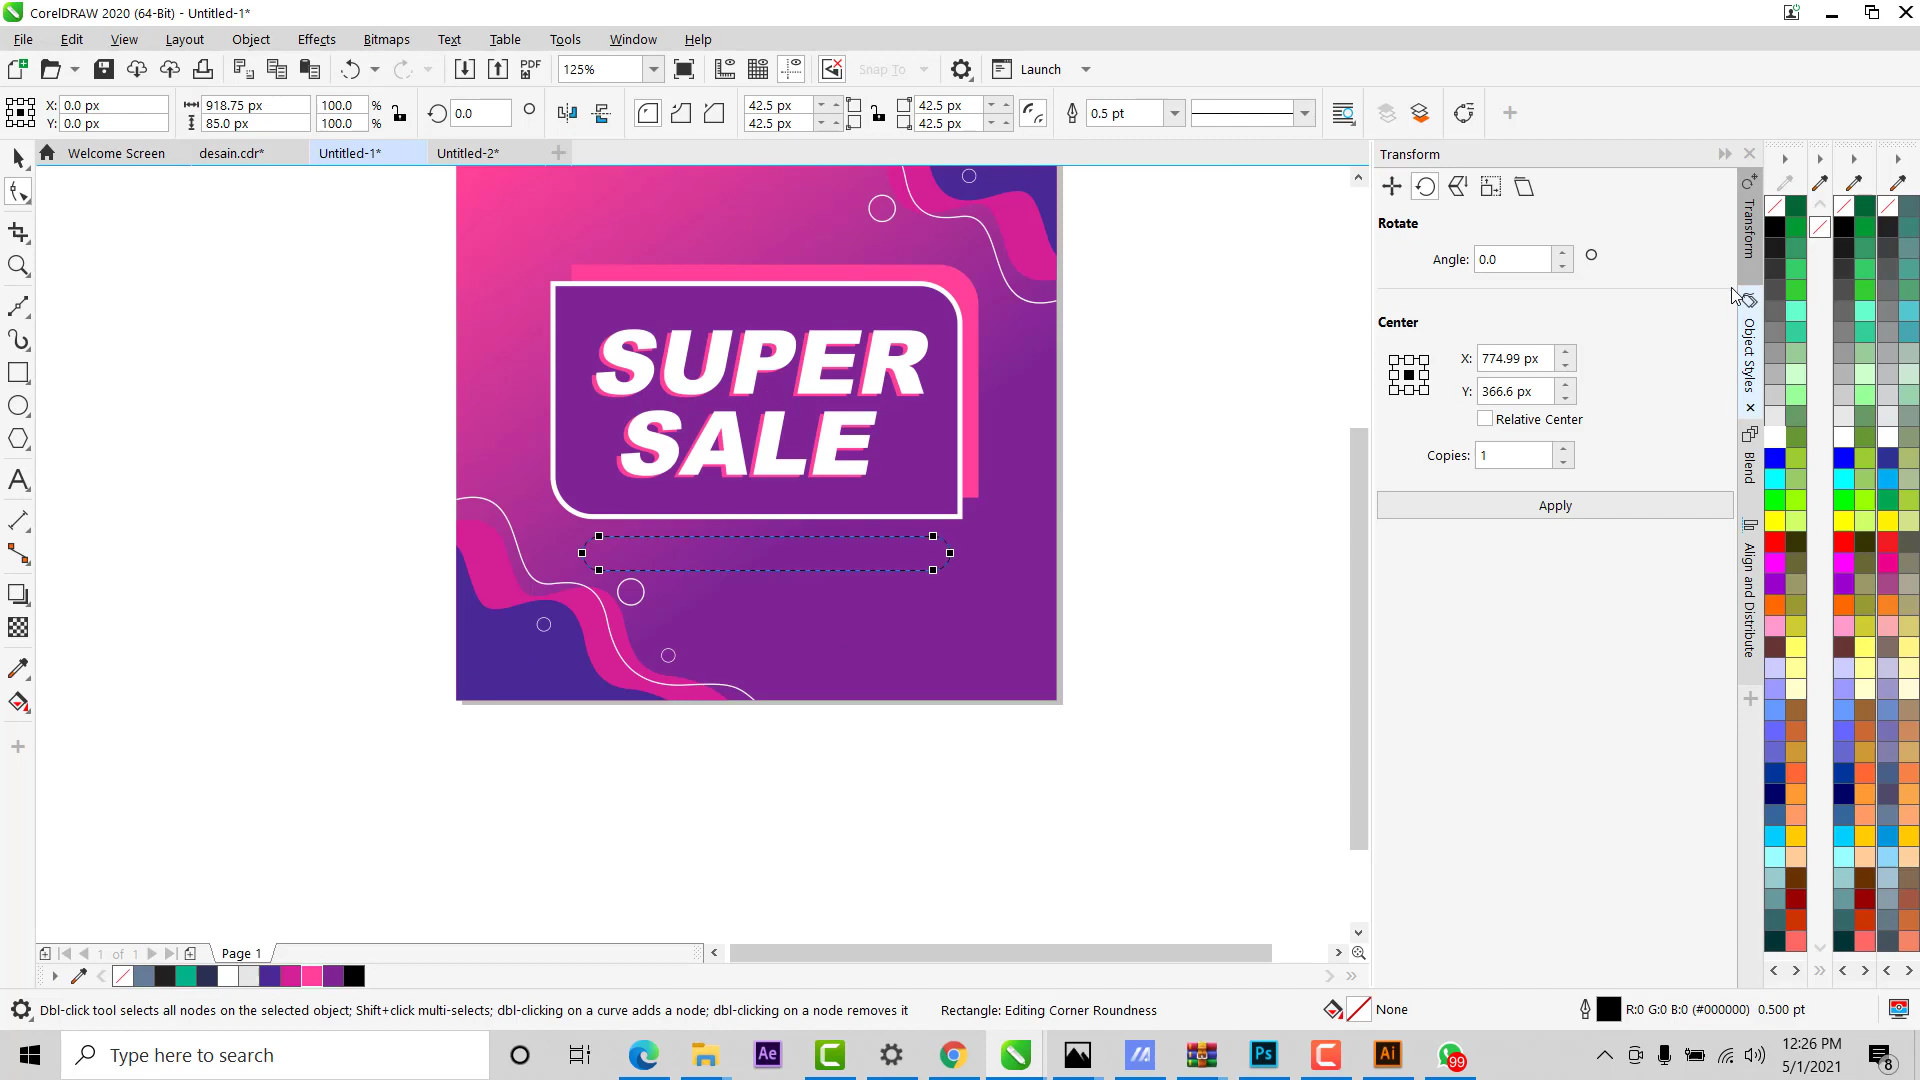 CorelDRAW 2020 (64-Bit) - Untitled-1*
File Edit View Layout Object Effects Bitmaps Text Table Tools Window Help
PDF 125% Snap To Launch
X: 0.0 px 918.75 px 100.0 % 0.0 42.5 px 42.5 px 0.5 pt
Y: 0.0 px 85.0 px 100.0 % 42.5 px 42.5 px
Welcome Screen desain.cdr* Untitled-1* Untitled-2*
Transform
Rotate
Angle: 0.0
Center
X: 774.99 px
Y: 366.6 px
Relative Center
Copies: 1
Apply
Transform
Object Styles
Blend
Align and Distribute
SUPER
SALE
1 of 1 Page 1
Dbl-click tool selects all nodes on the selected object; Shift+click multi-selects; dbl-clicking on a curve adds a node; dbl-clicking on a node removes it Rectangle: Editing Corner Roundness None R:0 G:0 B:0 (#000000) 0.500 pt
Type here to search Ae Ps Ai 99
12:26 PM
5/1/2021
8